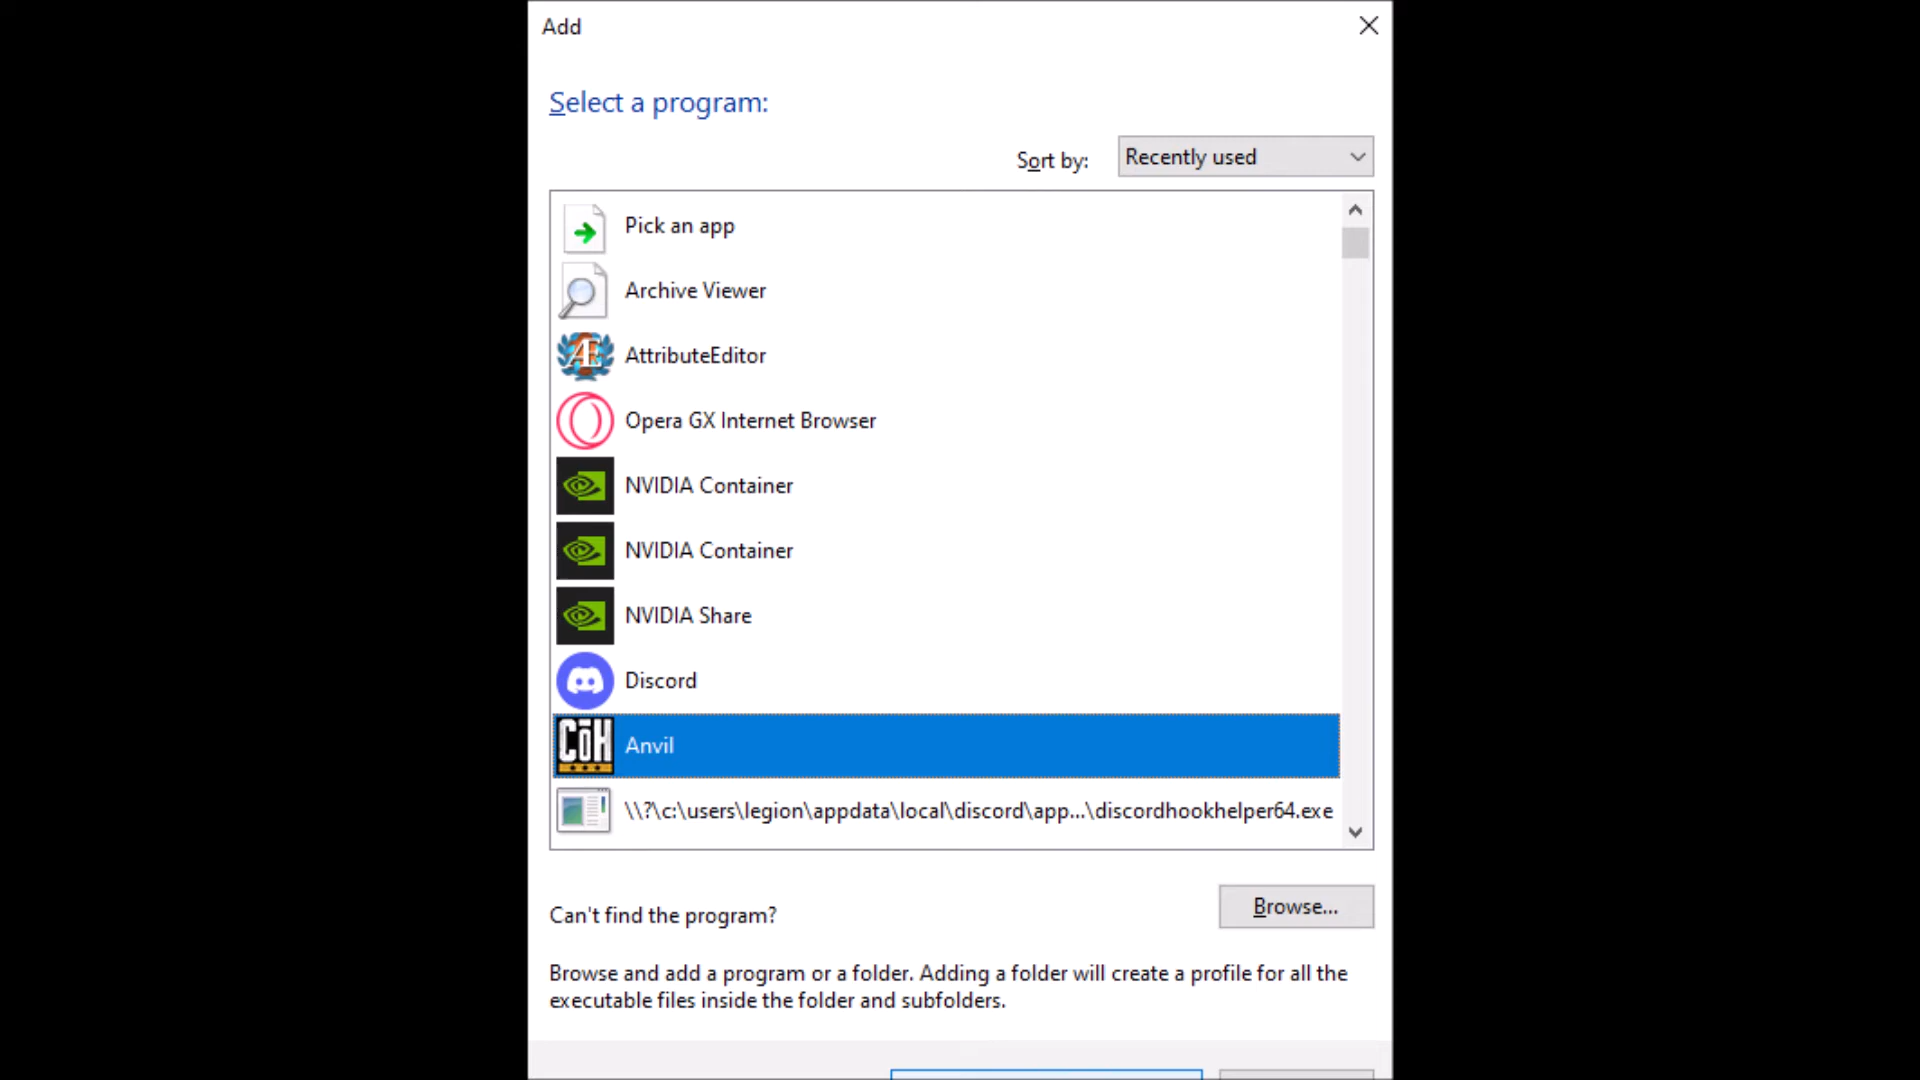 Add
Select a program:
Sort by:
Recently used
Pick an app
Archive Viewer
AttributeEditor
Opera GX Internet Browser
NVIDIA Container
NVIDIA Container
NVIDIA Share
Discord
CōH
Anvil
\\?\c:\users\legion\appdata\local\discord\app...\discordhookhelper64.exe
Can't find the program?
Browse...
Browse and add a program or a folder. Adding a folder will create a profile for all the
executable files inside the folder and subfolders.